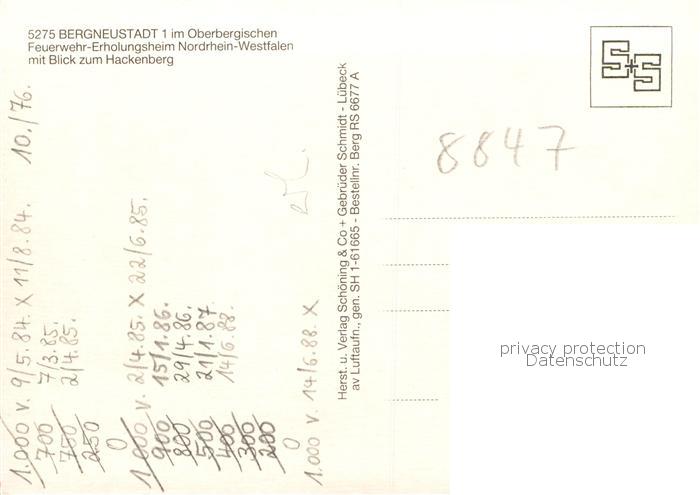 5275 BERGNEUSTADT 1 im Oberbergischen
Feuerwehr-Erholungsheim Nordrhein-Westfalen
mit Blick zum Hackenberg
S+S
8847
Herst. u. Verlag Schöning & Co + Gebrüder Schmidt - Lübeck
av Luftaufn., gen. SH 1-61665 - Bestellnr. Berg RS 6677 A
privacy protection
Datenschutz
10./76.
1.000 v. 9/5.84. X 11/8.84.
700 7/3.85.
750 2/4.85.
250
0
1.000 v. 2/4.85. X 22/6.85.
900 15/1.86.
800 29/4.86.
500 21/1.87
400 14/6.88.
300
200
0
1.000 v. 14/6.88. X